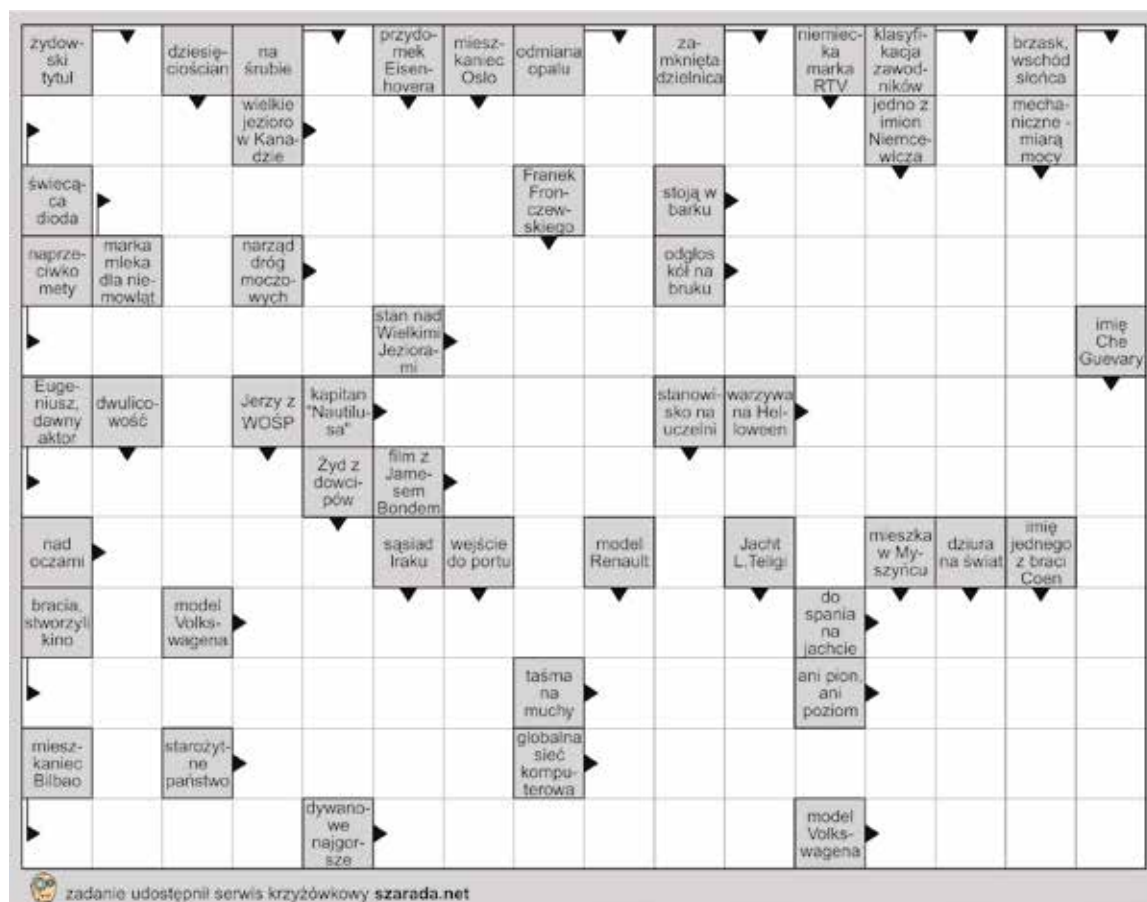 żydow-
ski
tytuł
dziesię-
ciościan
na
śrubie
przydo-
mek
Eisen-
hovera
miesz-
kaniec
Oslo
odmiana
opalu
za-
mknięta
dzielnica
niemiec-
ka
marka
RTV
klasyfi-
kacja
zawod-
ników
brzask,
wschód
słońca
wielkie
jezioro
w Kana-
dzie
jedno z
imion
Niemce-
wicza
mecha-
niczne -
miarą
mocy
świecą-
ca
dioda
Franek
Fron-
czew-
skiego
stoją w
barku
naprze-
ciwko
mety
marka
mleka
dla nie-
mowląt
narząd
dróg
moczo-
wych
odgłos
kół na
bruku
stan nad
Wielkimi
Jeziora-
mi
imię
Che
Guevary
Euge-
niusz,
dawny
aktor
dwulico-
wość
Jerzy z
WOŚP
kapitan
"Nautilu-
sa"
stanowi-
sko na
uczelni
warzywa
na Hel-
loween
Żyd z
dowci-
pów
film z
Jame-
sem
Bondem
nad
oczami
sąsiad
Iraku
wejście
do portu
model
Renault
Jacht
L.Teligi
mieszka
w My-
szyńcu
dziura
na świat
imię
jednego
z braci
Coen
bracia,
stworzyli
kino
model
Volks-
wagena
do
spania
na
jachcie
taśma
na
muchy
ani pion,
ani
poziom
miesz-
kaniec
Bilbao
starożyt-
ne
państwo
globalna
sieć
kompu-
terowa
dywano-
we
najgor-
sze
model
Volks-
wagena
zadanie udostępnił serwis krzyżówkowy szarada.net